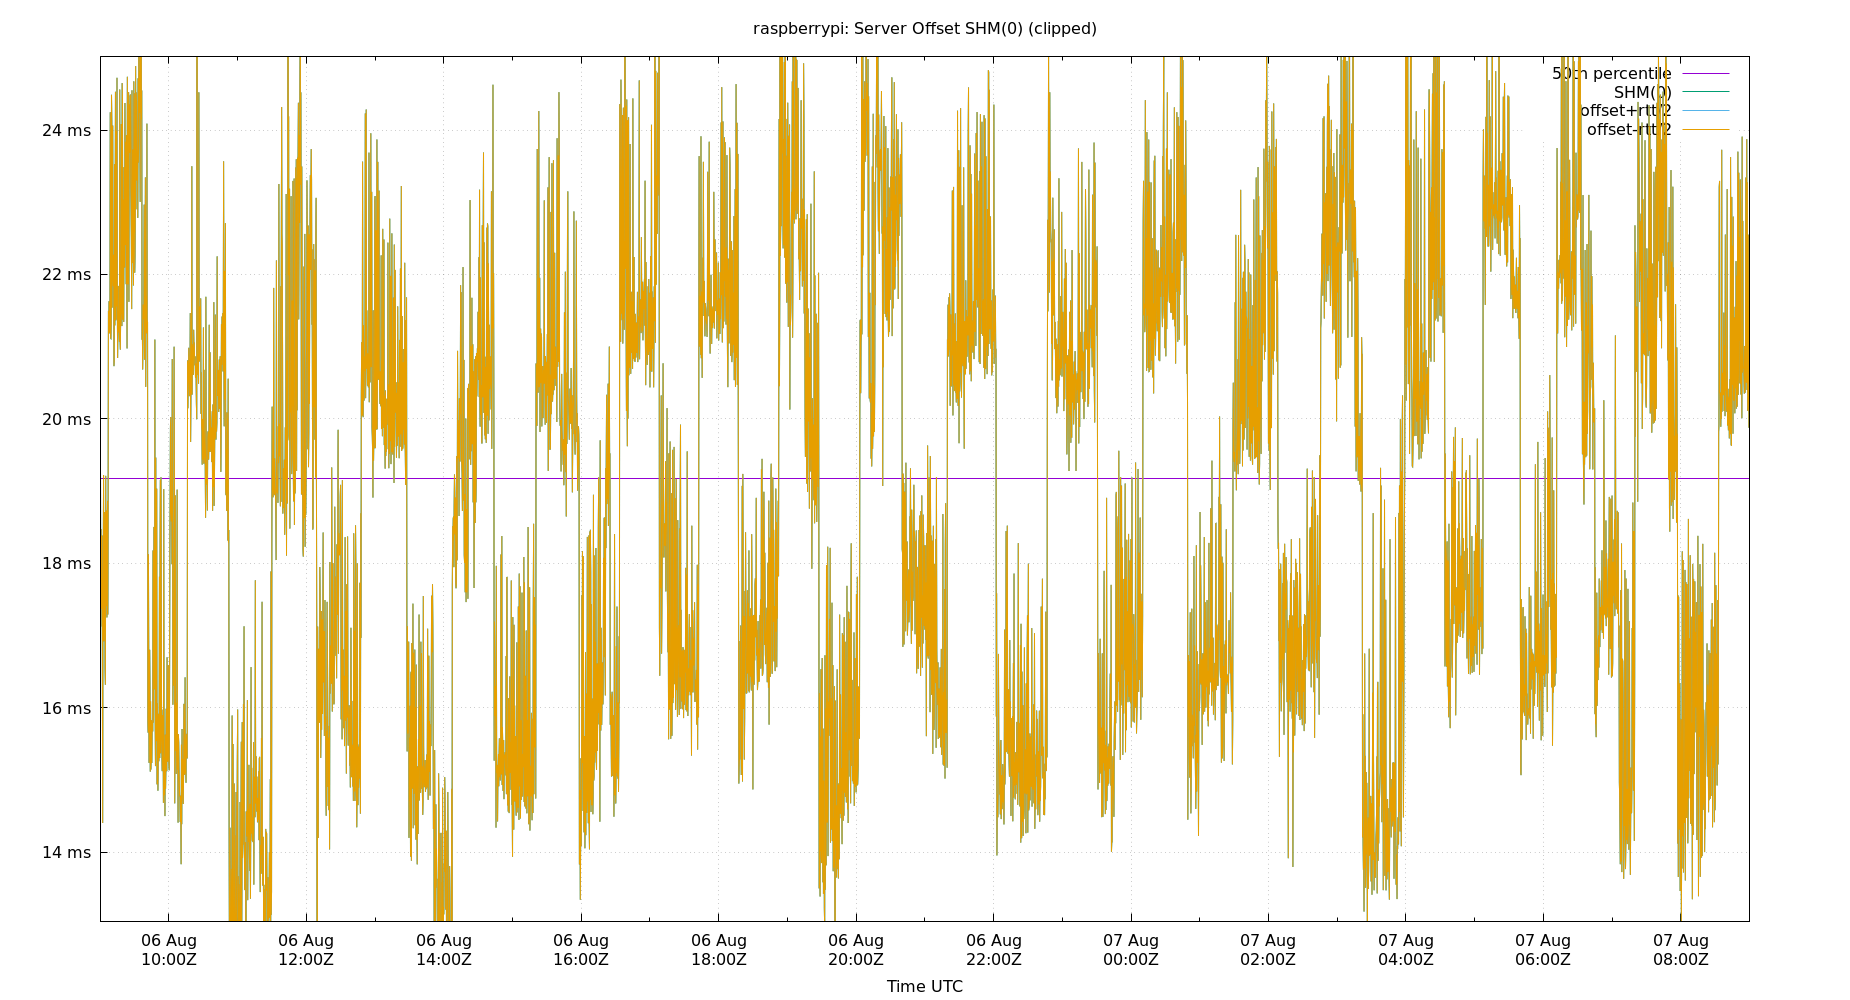 raspberrypi: Server Offset SHM(0) (clipped)
50th percentile
SHM(0)
offset+rtt/2
offset-rtt/2
24 ms
22 ms
20 ms
18 ms
16 ms
14 ms
06 Aug 06 Aug 06 Aug 06 Aug 06 Aug 06 Aug 06 Aug 07 Aug 07 Aug 07 Aug 07 Aug 07 Aug
10:00Z 12:00Z 14:00Z 16:00Z 18:00Z 20:00Z 22:00Z 00:00Z 02:00Z 04:00Z 06:00Z 08:00Z
Time UTC